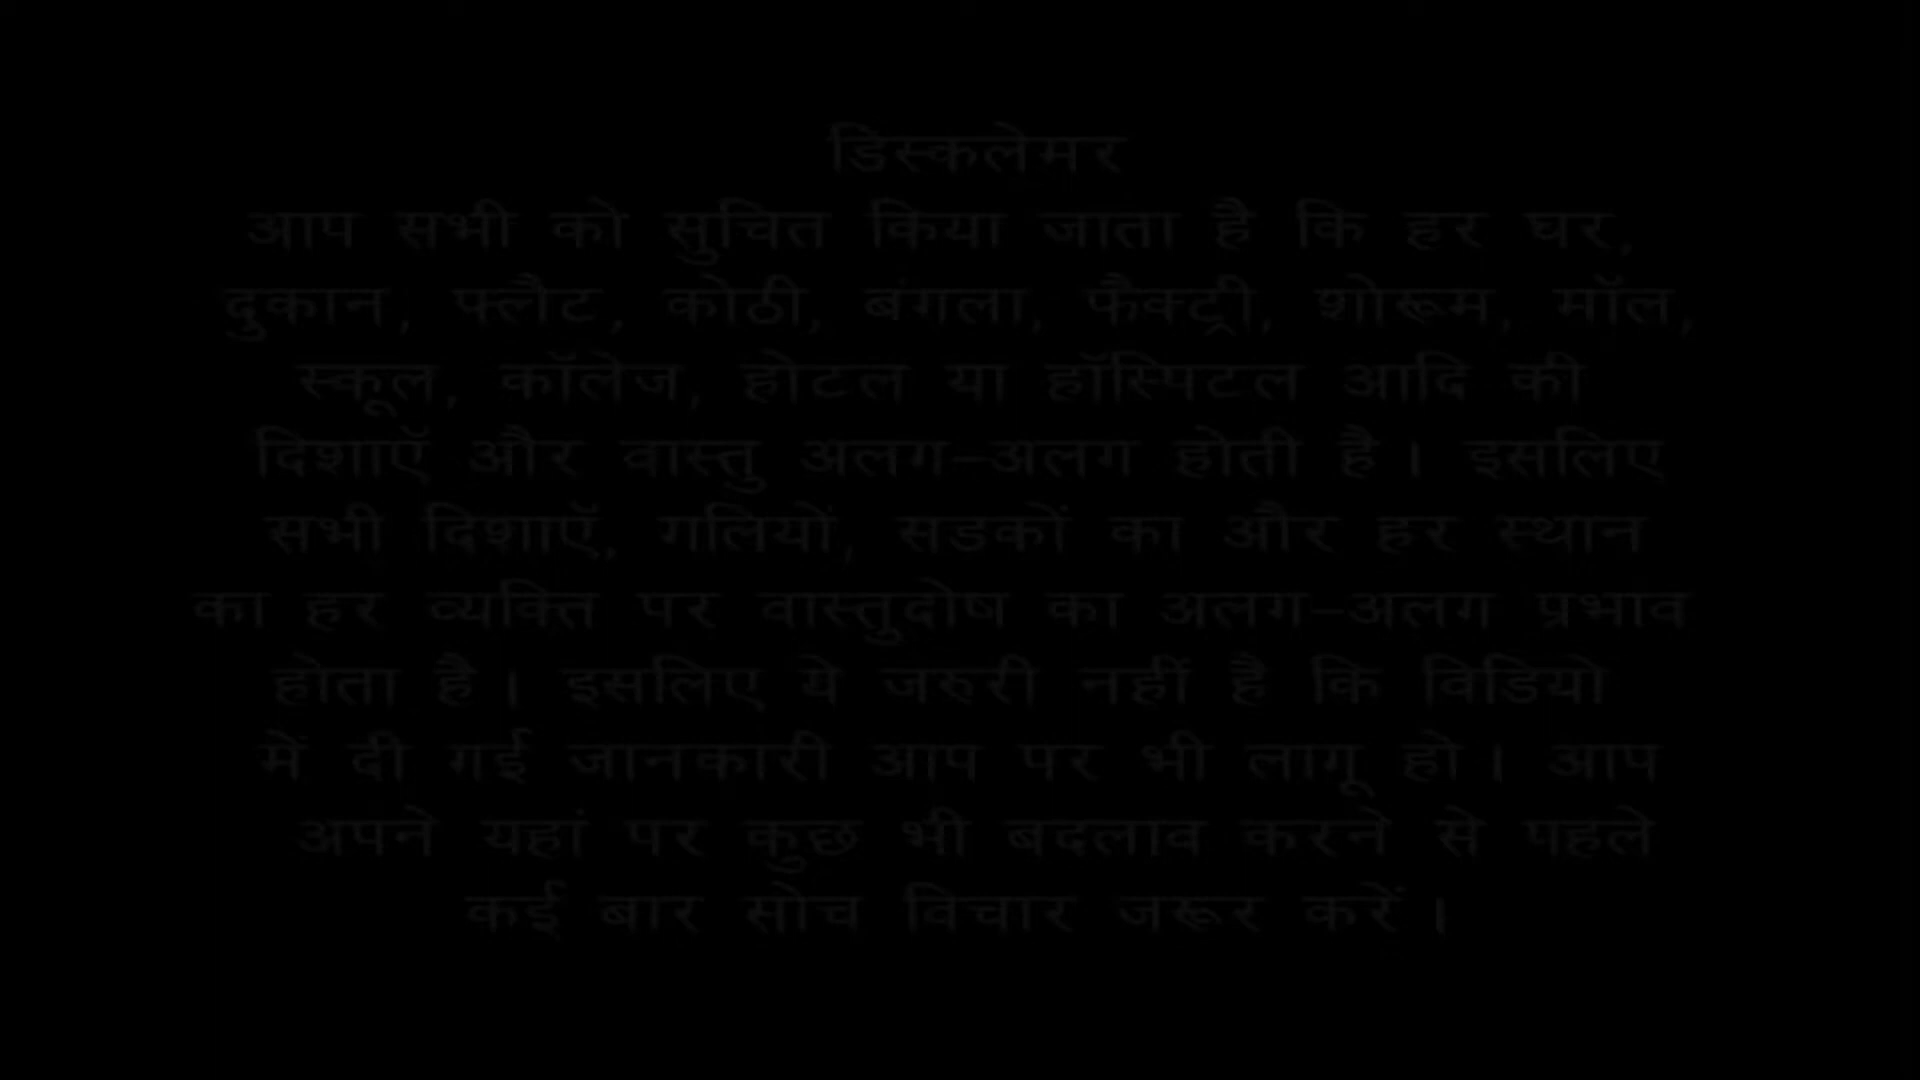 डिस्कलेमर
आप सभी को सुचित किया जाता है कि हर घर,
दुकान, फ्लैट, कोठी, बंगला, फैक्ट्री, शोरूम, मॉल,
स्कूल, कॉलेज, होटल या हॉस्पिटल आदि की
दिशाऍ और वास्तु अलग–अलग होती है। इसलिए
सभी दिशाऍ, गलियों, सडकों का और हर स्थान
का हर व्यक्ति पर वास्तुदोष का अलग–अलग प्रभाव
होता है। इसलिए ये जरुरी नहीं है कि विडियो
में दी गई जानकारी आप पर भी लागू हो। आप
अपने यहां पर कुछ भी बदलाव करने से पहले
कई बार सोच विचार जरूर करें।